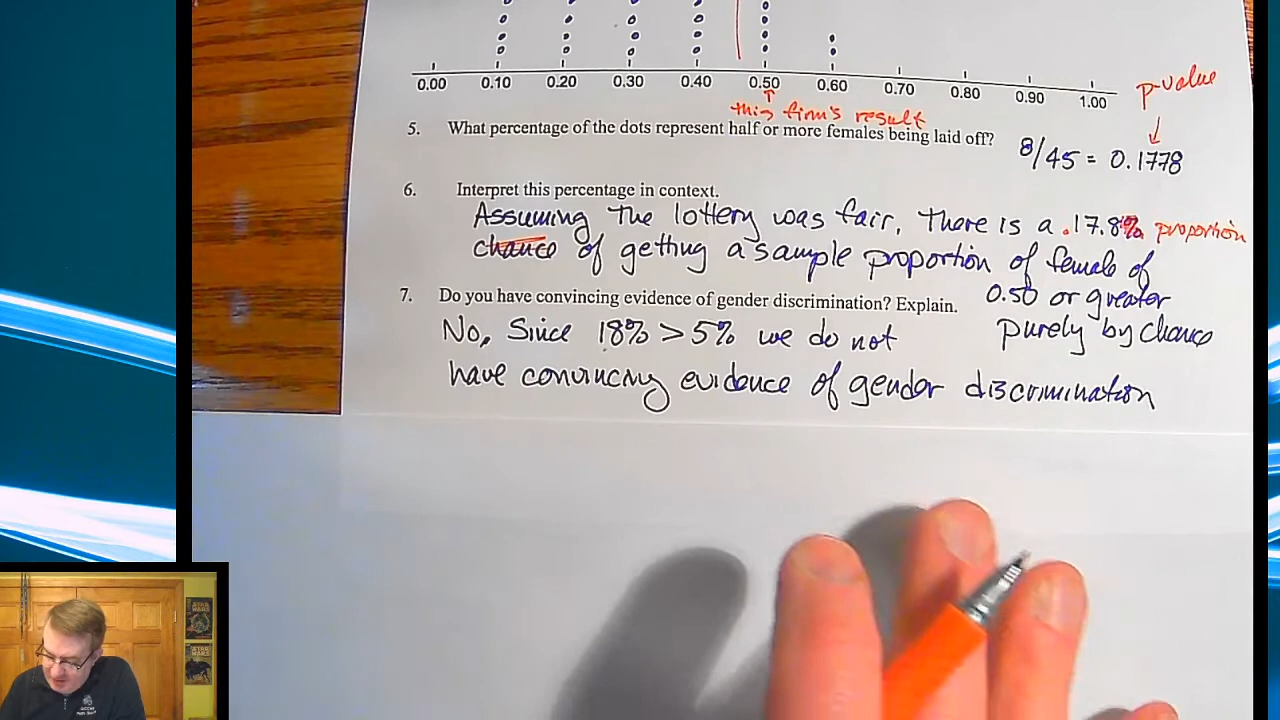 0.00 0.10 0.20 0.30 0.40 0.50 0.60 0.70 0.80 0.90 1.00
p-value
this firm's result
5. What percentage of the dots represent half or more females being laid off? 8/45 = 0.1778
6. Interpret this percentage in context.
Assuming the lottery was fair, there is a .17.8% proportion
chance of getting a sample proportion of female of
0.50 or greater
purely by chance
7. Do you have convincing evidence of gender discrimination? Explain.
No, Since 18% > 5% we do not
have convincing evidence of gender discrimination
STAR WARS
STAR WARS